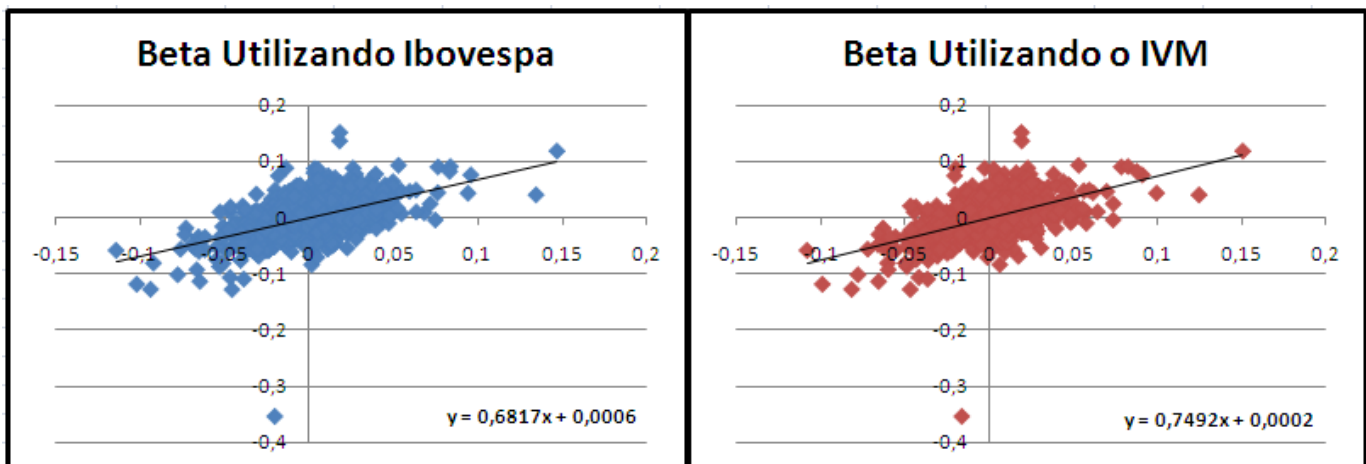 Beta Utilizando Ibovespa
0,2
0,1
0
-0,15 -0,1 -0,05 0 0,05 0,1 0,15 0,2
-0,1
-0,2
-0,3
-0,4
y = 0,6817x + 0,0006
Beta Utilizando o IVM
0,2
0,1
0
-0,15 -0,1 -0,05 0 0,05 0,1 0,15 0,2
-0,1
-0,2
-0,3
-0,4
y = 0,7492x + 0,0002